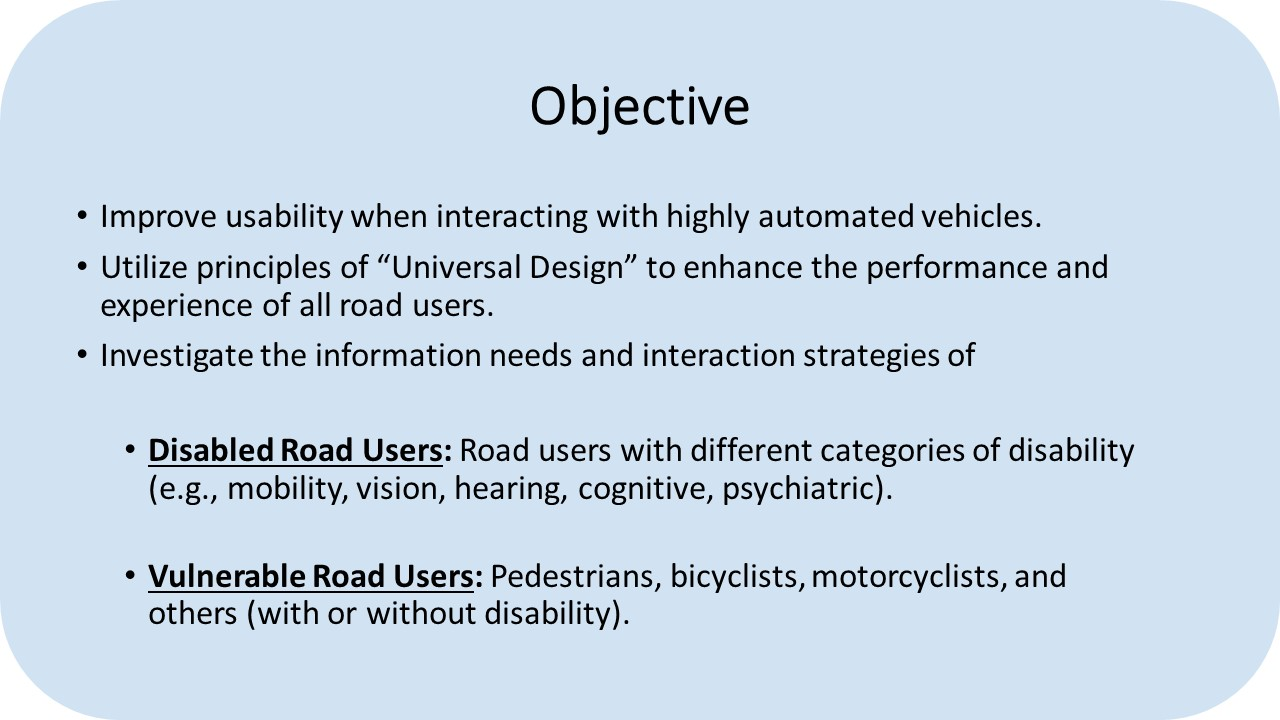 Objective
• Improve usability when interacting with highly automated vehicles.
• Utilize principles of “Universal Design” to enhance the performance and
experience of all road users.
• Investigate the information needs and interaction strategies of
• Disabled Road Users: Road users with different categories of disability
(e.g., mobility, vision, hearing, cognitive, psychiatric).
• Vulnerable Road Users: Pedestrians, bicyclists, motorcyclists, and
others (with or without disability).